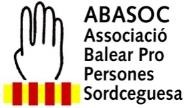 ABASOC
Associació
Balear Pro
Persones
Sordceguesa